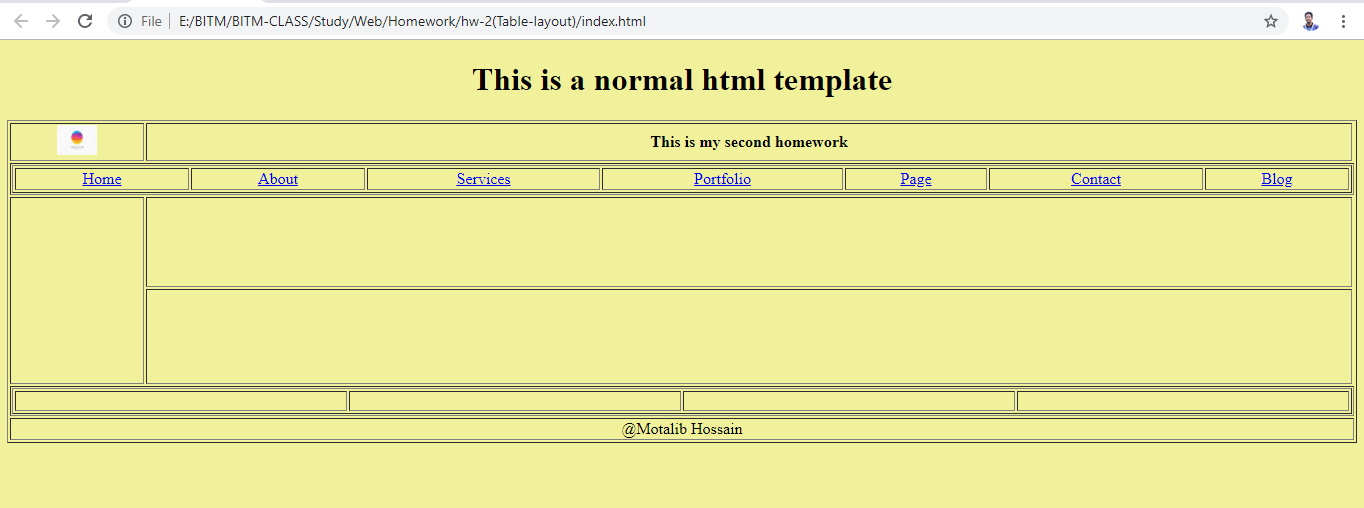 File E:/BITM/BITM-CLASS/Study/Web/Homework/hw-2(Table-layout)/index.html
This is a normal html template
This is my second homework
Home About Services Portfolio Page Contact Blog
@Motalib Hossain